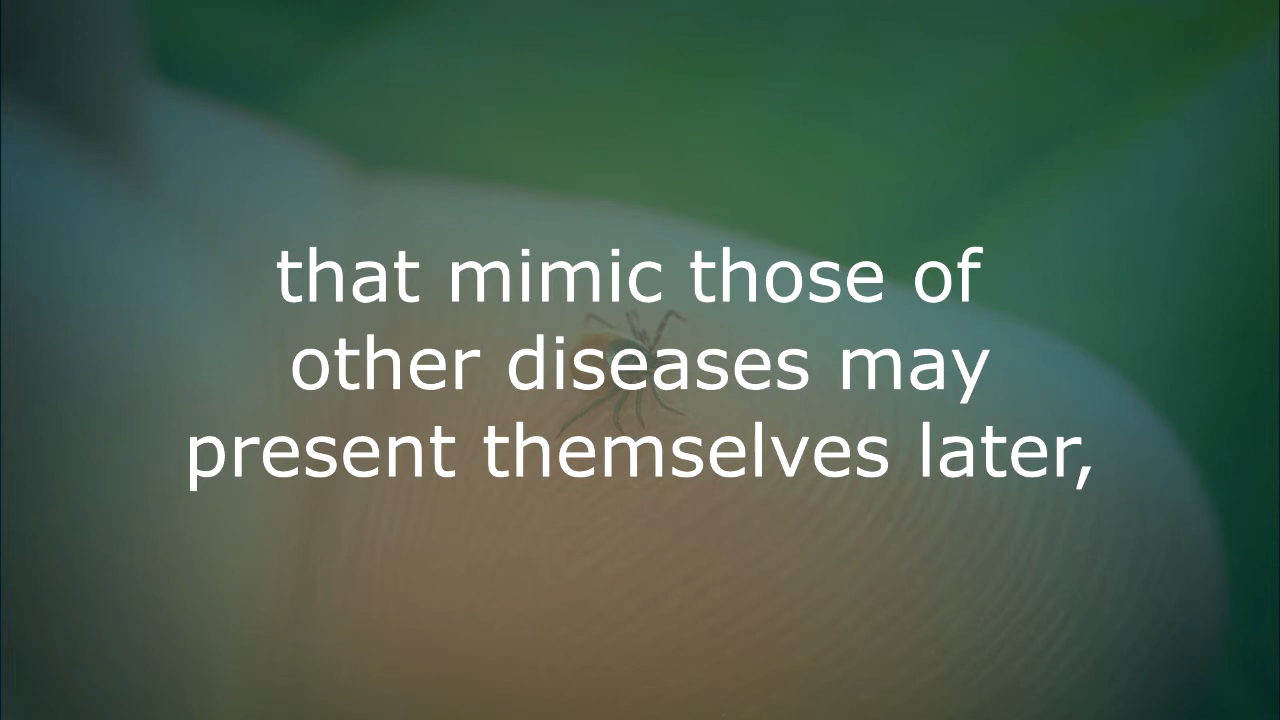 that mimic those of
other diseases may
present themselves later,